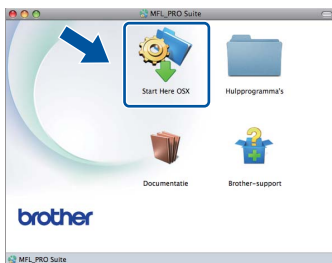 MFL_PRO Suite
Start Here OSX
Hulpprogramma's
Documentatie
Brother-support
brother
MFL_PRO Suite